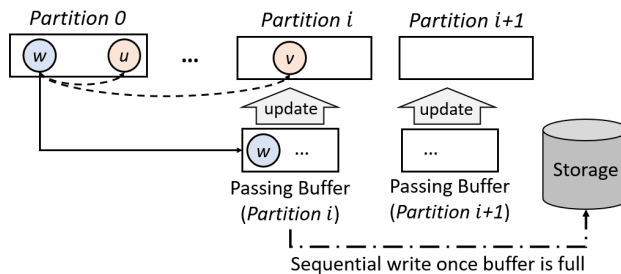 Partition 0
Partition i
Partition i+1
w
u
...
v
update
update
w
...
...
Storage
Passing Buffer
(Partition i)
Passing Buffer
(Partition i+1)
Sequential write once buffer is full